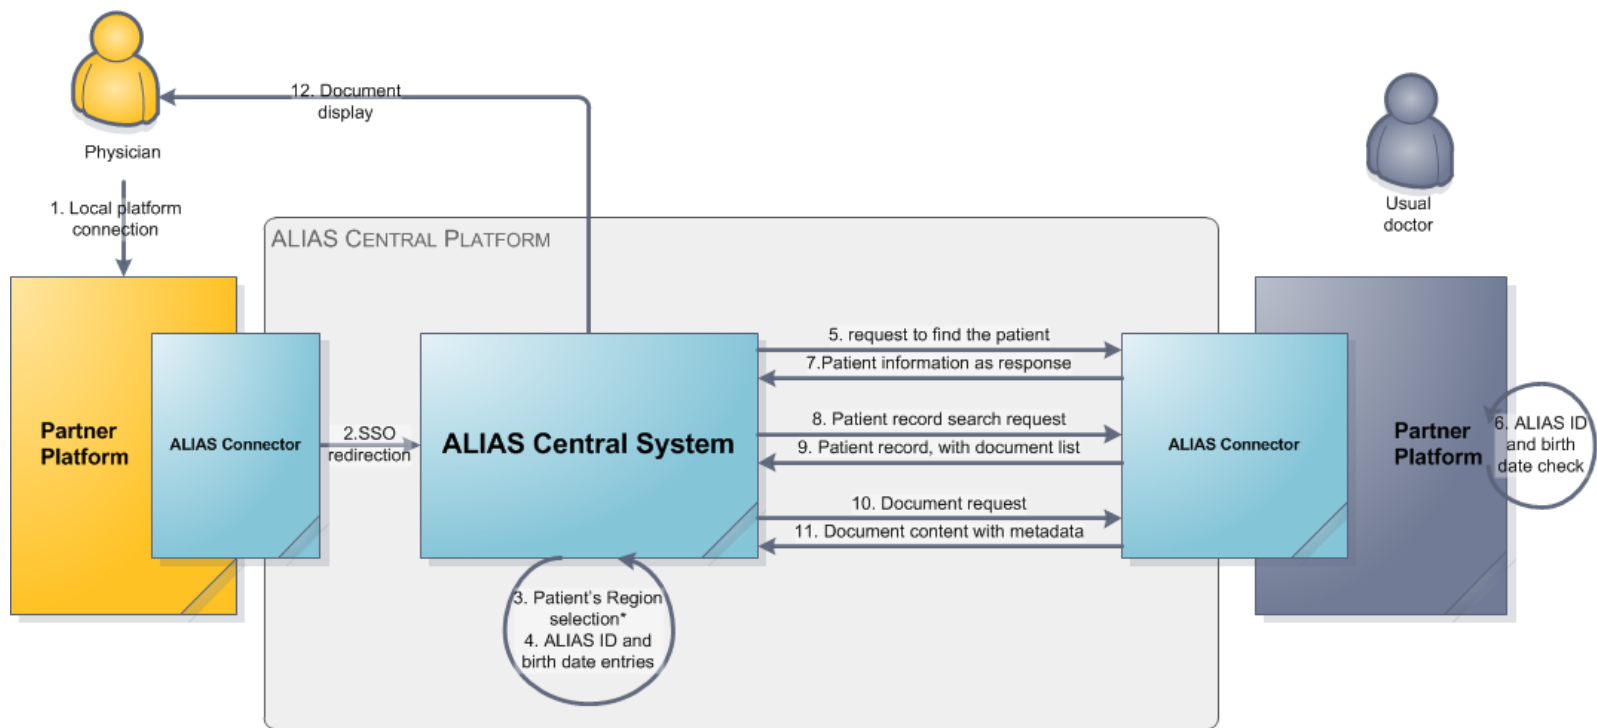 12. Document
display
Physician
1. Local platform
connection
Usual
doctor
ALIAS CENTRAL PLATFORM
5. request to find the patient
7.Patient information as response
8. Patient record search request
9. Patient record, with document list
10. Document request
11. Document content with metadata
Partner
Platform
ALIAS Connector
2.SSO
redirection
ALIAS Central System
ALIAS Connector
Partner
Platform
6. ALIAS ID
and birth
date check
3. Patient's Region
selection*
4. ALIAS ID and
birth date entries